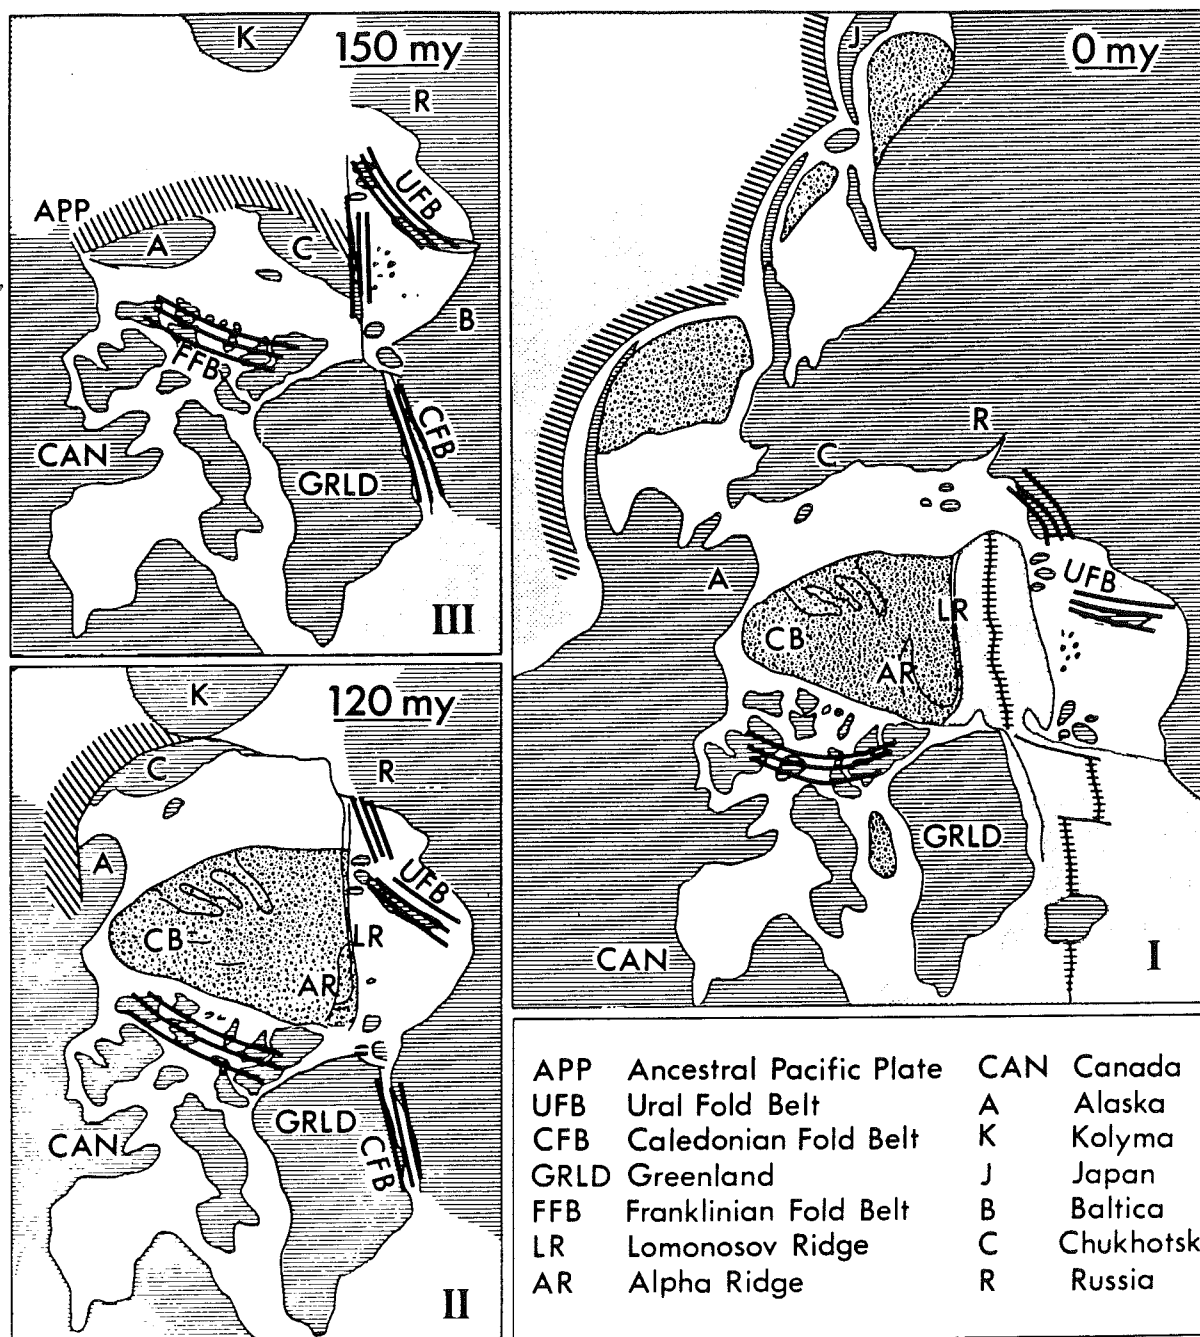 K
150 my
R
UFB
APP
A
C
B
FFB
CFB
CAN
GRLD
III
K
120 my
C
R
A
UFB
CB
LR
AR
GRLD
CAN
CFB
II
J
0 my
R
C
A
UFB
LR
CB
AR
GRLD
CAN
I
APP Ancestral Pacific Plate CAN Canada
UFB Ural Fold Belt A Alaska
CFB Caledonian Fold Belt K Kolyma
GRLD Greenland J Japan
FFB Franklinian Fold Belt B Baltica
LR Lomonosov Ridge C Chukhotsk
AR Alpha Ridge R Russia